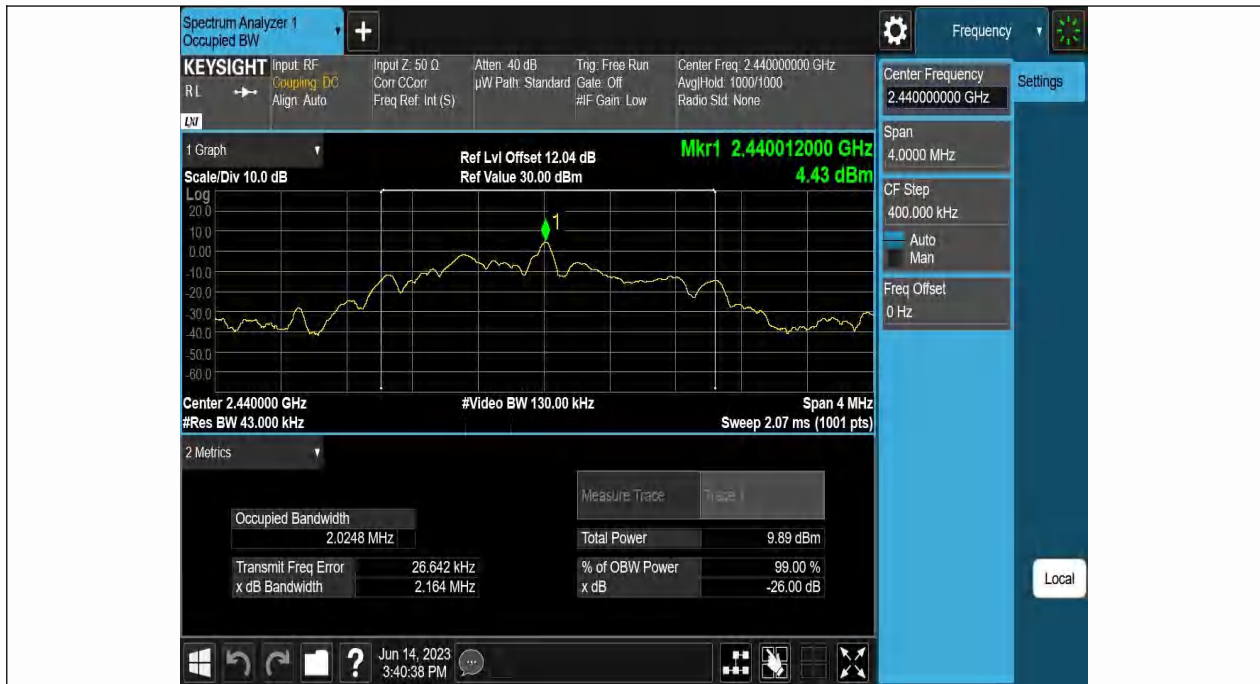 Spectrum Analyzer 1
Occupied BW
Frequency
KEYSIGHT
RL
LXI
Input: RF
Coupling: DC
Align: Auto
Input Z: 50 Ω
Corr CCorr
Freq Ref: Int (S)
Atten: 40 dB
µW Path: Standard
Trig: Free Run
Gate: Off
#IF Gain: Low
Center Freq: 2.440000000 GHz
Avg|Hold: 1000/1000
Radio Std: None
Center Frequency
2.440000000 GHz
Settings
Span
4.0000 MHz
CF Step
400.000 kHz
Auto
Man
Freq Offset
0 Hz
1 Graph
Scale/Div 10.0 dB
Ref Lvl Offset 12.04 dB
Ref Value 30.00 dBm
Mkr1 2.440012000 GHz
4.43 dBm
Log
20.0
10.0
0.00
-10.0
-20.0
-30.0
-40.0
-50.0
-60.0
1
Center 2.440000 GHz
#Res BW 43.000 kHz
#Video BW 130.00 kHz
Span 4 MHz
Sweep 2.07 ms (1001 pts)
2 Metrics
Measure Trace Trace 1
Occupied Bandwidth
2.0248 MHz
Total Power 9.89 dBm
Transmit Freq Error 26.642 kHz
% of OBW Power 99.00 %
x dB Bandwidth 2.164 MHz
x dB -26.00 dB
Local
?
Jun 14, 2023
3:40:38 PM